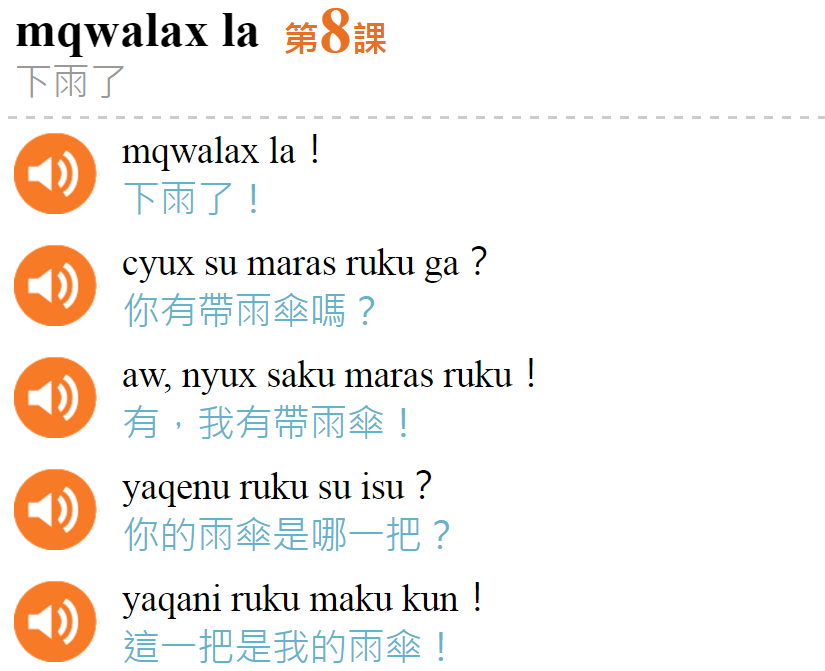 mqwalax la 第8課
下雨了
mqwalax la！
下雨了！
cyux su maras ruku ga？
你有帶雨傘嗎？
aw, nyux saku maras ruku！
有，我有帶雨傘！
yaqenu ruku su isu？
你的雨傘是哪一把？
yaqani ruku maku kun！
這一把是我的雨傘！